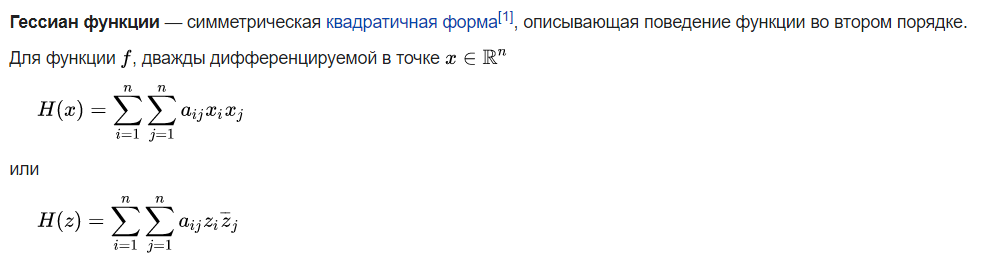 Гессиан функции — симметрическая квадратичная форма[1], описывающая поведение функции во втором порядке.
Для функции f, дважды дифференцируемой в точке x ∈ ℝⁿ
H(x) = ∑_{i=1}^{n} ∑_{j=1}^{n} a_{ij} x_i x_j
или
H(z) = ∑_{i=1}^{n} ∑_{j=1}^{n} a_{ij} z_i z̄_j